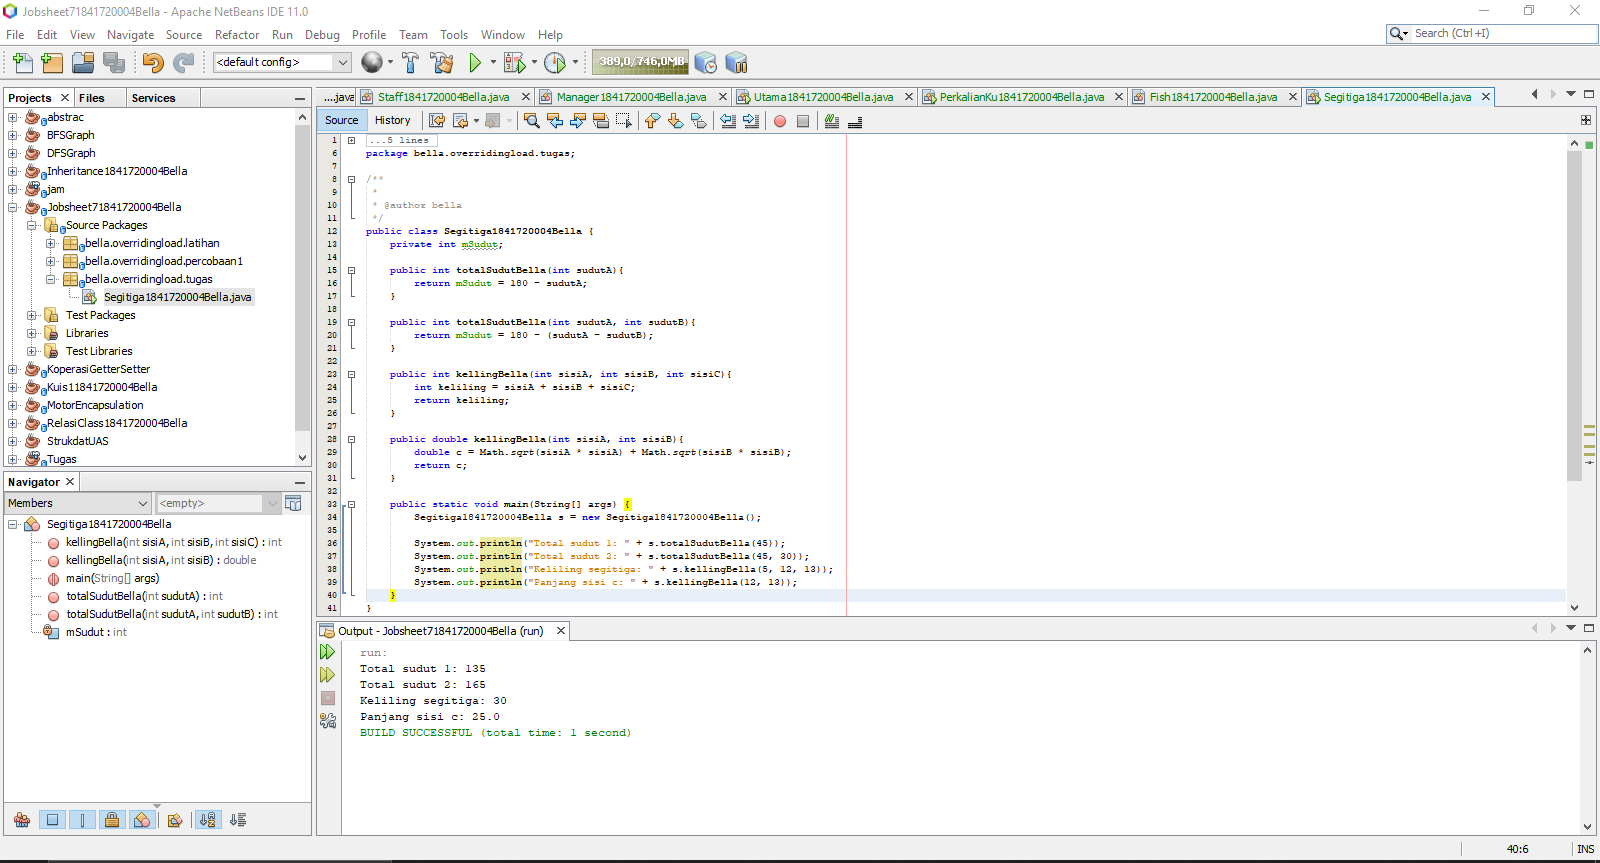 Jobsheet71841720004Bella - Apache NetBeans IDE 11.0
File Edit View Navigate Source Refactor Run Debug Profile Team Tools Window Help
Search (Ctrl+I)
<default config>
389,0/746,0MB
Projects Files Services
...java Staff1841720004Bella.java Manager1841720004Bella.java Utama1841720004Bella.java PerkalianKu1841720004Bella.java Fish1841720004Bella.java Segitiga1841720004Bella.java
Source History
abstrac
BFSGraph
DFSGraph
Inheritance1841720004Bella
jam
Jobsheet71841720004Bella
Source Packages
bella.overridingload.latihan
bella.overridingload.percobaan1
bella.overridingload.tugas
Segitiga1841720004Bella.java
Test Packages
Libraries
Test Libraries
KoperasiGetterSetter
Kuis11841720004Bella
MotorEncapsulation
RelasiClass1841720004Bella
StrukdatUAS
Tugas
Navigator
Members
<empty>
Segitiga1841720004Bella
kellingBella(int sisiA, int sisiB, int sisiC) : int
kellingBella(int sisiA, int sisiB) : double
main(String[] args)
totalSudutBella(int sudutA) : int
totalSudutBella(int sudutA, int sudutB) : int
mSudut : int
1 ...5 lines
6 package bella.overridingload.tugas;
7
8 /**
9 *
10 * @author bella
11 */
12 public class Segitiga1841720004Bella {
13 private int mSudut;
14
15 public int totalSudutBella(int sudutA){
16 return mSudut = 180 - sudutA;
17 }
18
19 public int totalSudutBella(int sudutA, int sudutB){
20 return mSudut = 180 - (sudutA - sudutB);
21 }
22
23 public int kellingBella(int sisiA, int sisiB, int sisiC){
24 int keliling = sisiA + sisiB + sisiC;
25 return keliling;
26 }
27
28 public double kellingBella(int sisiA, int sisiB){
29 double c = Math.sqrt(sisiA * sisiA) + Math.sqrt(sisiB * sisiB);
30 return c;
31 }
32
33 public static void main(String[] args) {
34 Segitiga1841720004Bella s = new Segitiga1841720004Bella();
35
36 System.out.println("Total sudut 1: " + s.totalSudutBella(45));
37 System.out.println("Total sudut 2: " + s.totalSudutBella(45, 30));
38 System.out.println("Keliling segitiga: " + s.kellingBella(5, 12, 13));
39 System.out.println("Panjang sisi c: " + s.kellingBella(12, 13));
40 }
41 }
Output - Jobsheet71841720004Bella (run)
run:
Total sudut 1: 135
Total sudut 2: 165
Keliling segitiga: 30
Panjang sisi c: 25.0
BUILD SUCCESSFUL (total time: 1 second)
40:6 INS